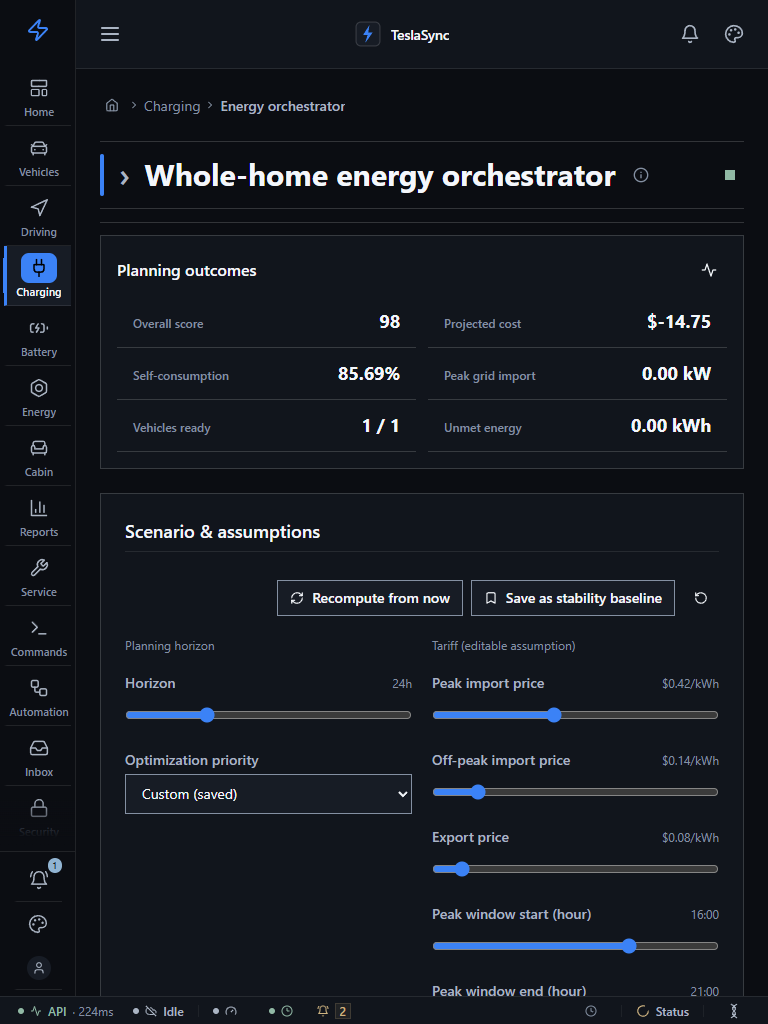 TeslaSync
Home
Vehicles
Driving
Charging
Battery
Energy
Cabin
Reports
Service
Commands
Automation
Inbox
Security
1
Charging
Energy orchestrator
Whole-home energy orchestrator
Planning outcomes
Overall score 98
Projected cost $-14.75
Self-consumption 85.69%
Peak grid import 0.00 kW
Vehicles ready 1 / 1
Unmet energy 0.00 kWh
Scenario & assumptions
Recompute from now
Save as stability baseline
Planning horizon
Horizon 24h
Optimization priority
Custom (saved)
Tariff (editable assumption)
Peak import price $0.42/kWh
Off-peak import price $0.14/kWh
Export price $0.08/kWh
Peak window start (hour) 16:00
Peak window end (hour) 21:00
API · 224ms
Idle
2
Status